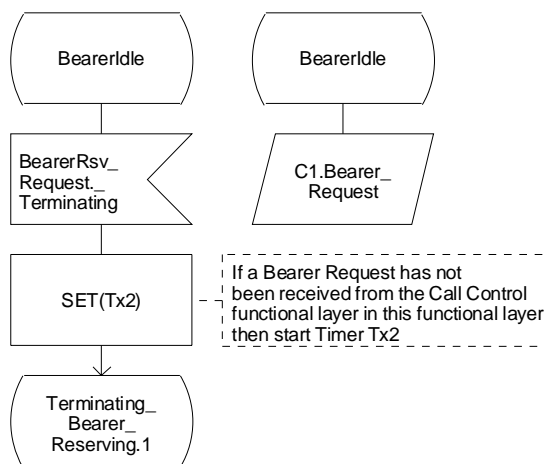 BearerIdle
BearerIdle
BearerRsv_
Request._
Terminating
C1.Bearer_
Request
SET(Tx2)
If a Bearer Request has not
been received from the Call Control
functional layer in this functional layer
then start Timer Tx2
Terminating_
Bearer_
Reserving.1